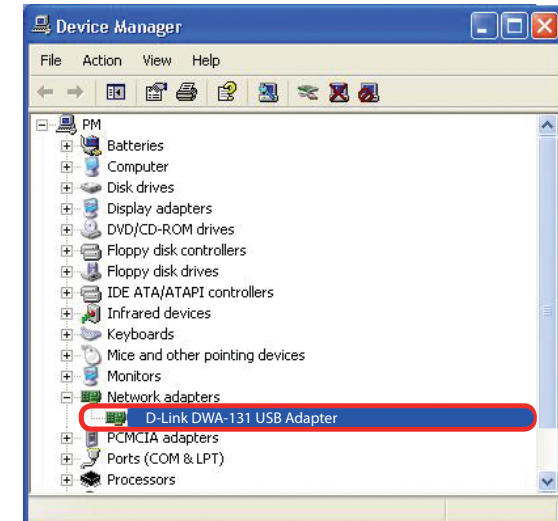 Device Manager
File Action View Help
PM
Batteries
Computer
Disk drives
Display adapters
DVD/CD-ROM drives
Floppy disk controllers
Floppy disk drives
IDE ATA/ATAPI controllers
Infrared devices
Keyboards
Mice and other pointing devices
Monitors
Network adapters
D-Link DWA-131 USB Adapter
PCMCIA adapters
Ports (COM & LPT)
Processors